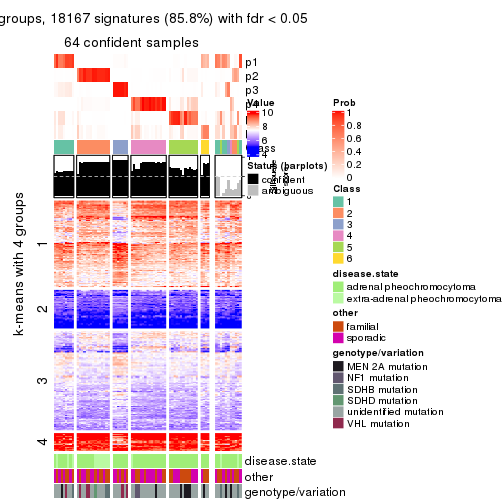 groups, 18167 signatures (85.8%) with fdr < 0.05
64 confident samples
p1
p2
p3
Value
10
8
6
4
Status (barplots)
confident
ambiguous
Prob
1
0.8
0.6
0.4
0.2
0
Class
1
2
3
4
5
6
disease.state
adrenal pheochromocytoma
extra-adrenal pheochromocytoma
other
familial
sporadic
genotype/variation
MEN 2A mutation
NF1 mutation
SDHB mutation
SDHD mutation
unidentified mutation
VHL mutation
k-means with 4 groups
1
2
3
4
disease.state
other
genotype/variation